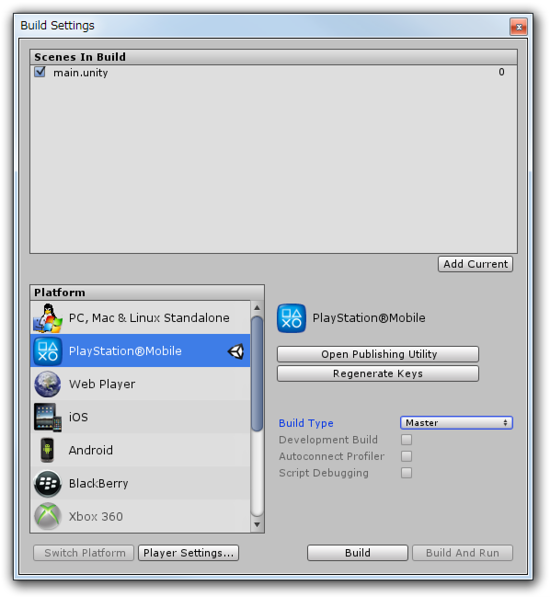 Build Settings
Scenes In Build
main.unity 0
Add Current
Platform
PC, Mac & Linux Standalone
PlayStation®Mobile
Web Player
iOS
Android
BlackBerry
Xbox 360
PlayStation®Mobile
Open Publishing Utility
Regenerate Keys
Build Type Master
Development Build
Autoconnect Profiler
Script Debugging
Switch Platform Player Settings... Build Build And Run